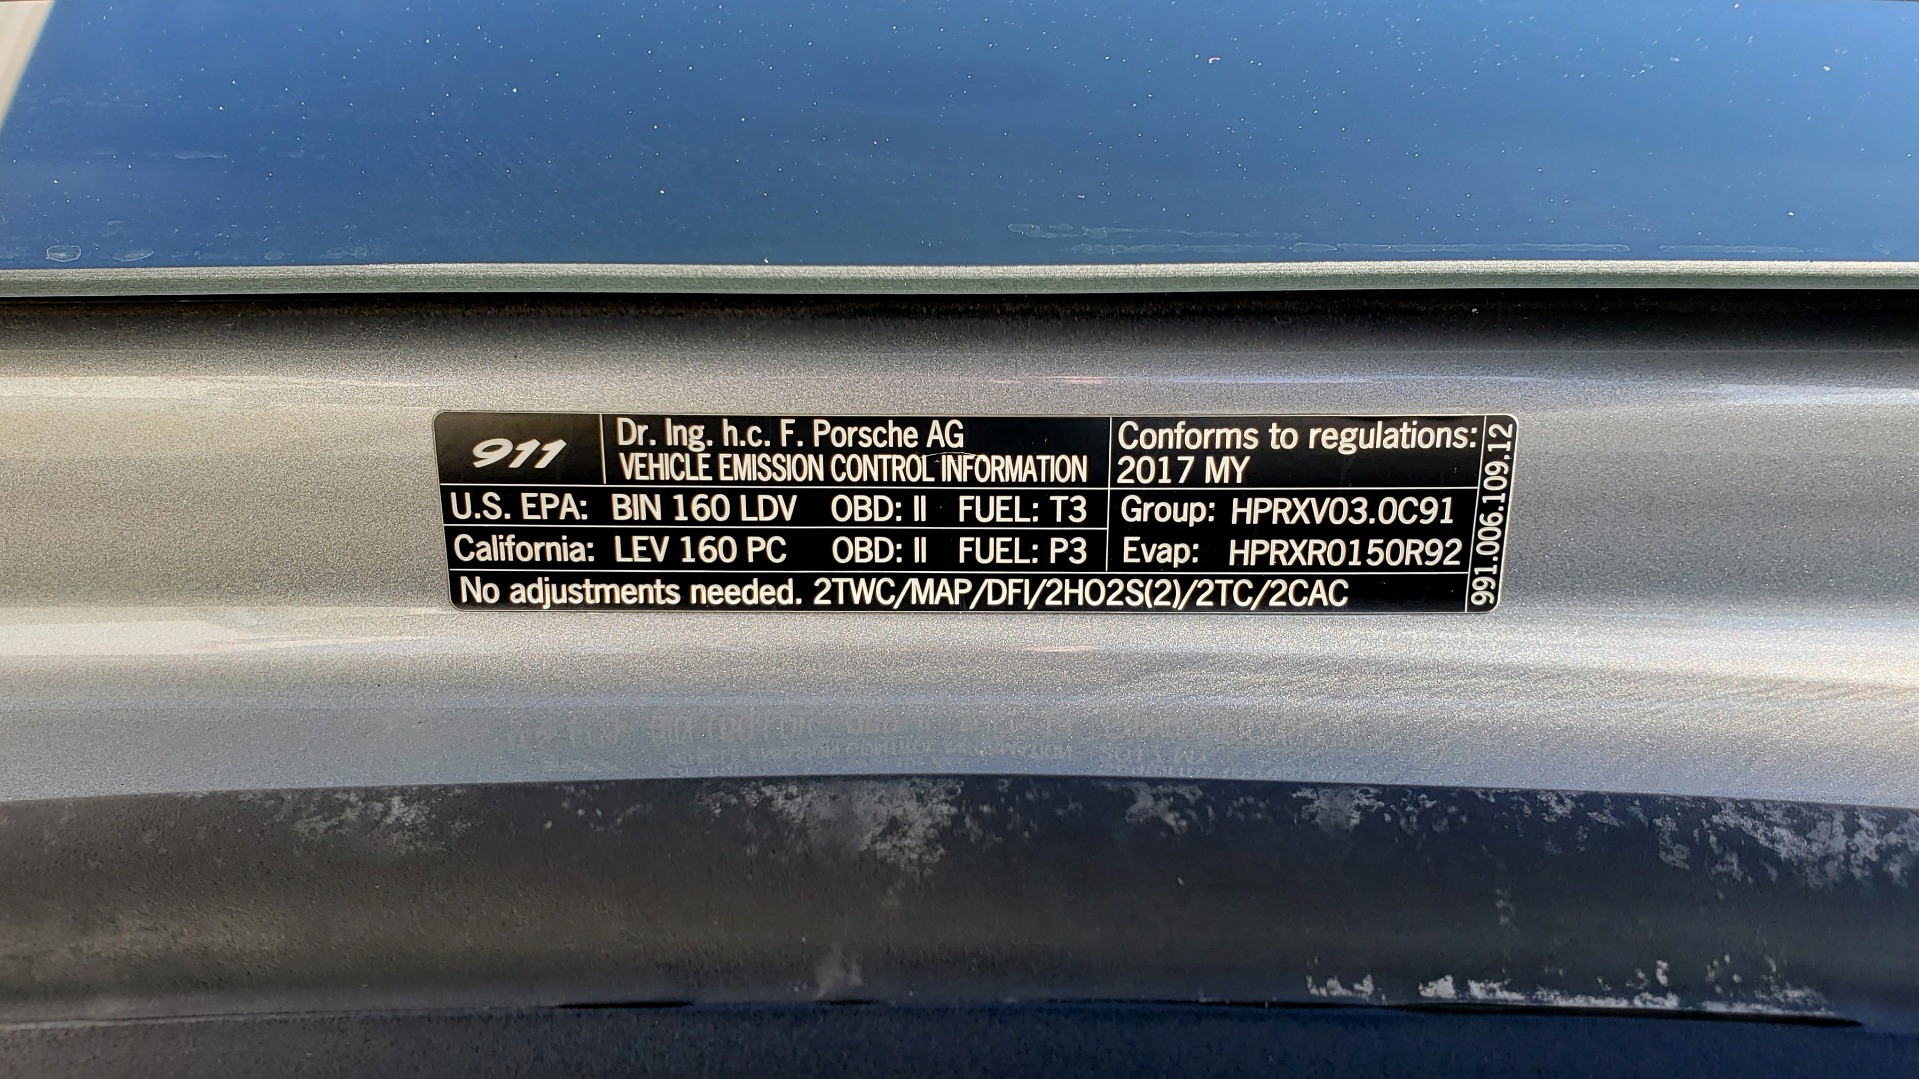 911
Dr. Ing. h.c. F. Porsche AG
VEHICLE EMISSION CONTROL INFORMATION
Conforms to regulations:
2017 MY
U.S. EPA: BIN 160 LDV OBD: II FUEL: T3
Group: HPRXV03.0C91
California: LEV 160 PC OBD: II FUEL: P3
Evap: HPRXR0150R92
No adjustments needed. 2TWC/MAP/DFI/2HO2S(2)/2TC/2CAC
991.006.109.12